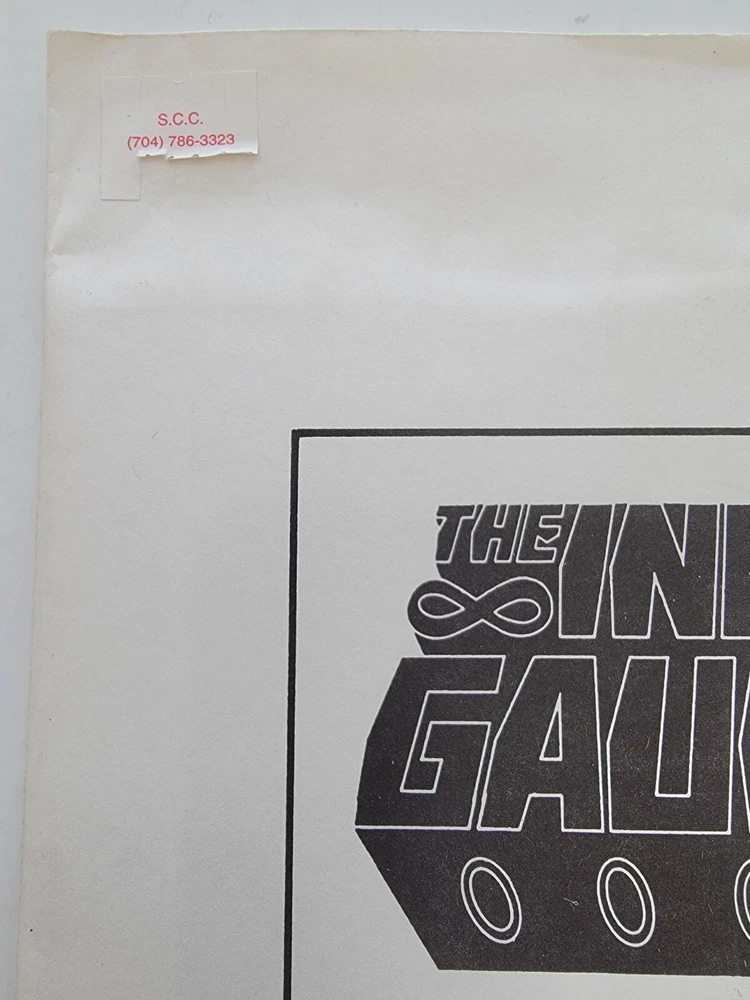 S.C.C.
(704) 786-3323
THE IN
GAU